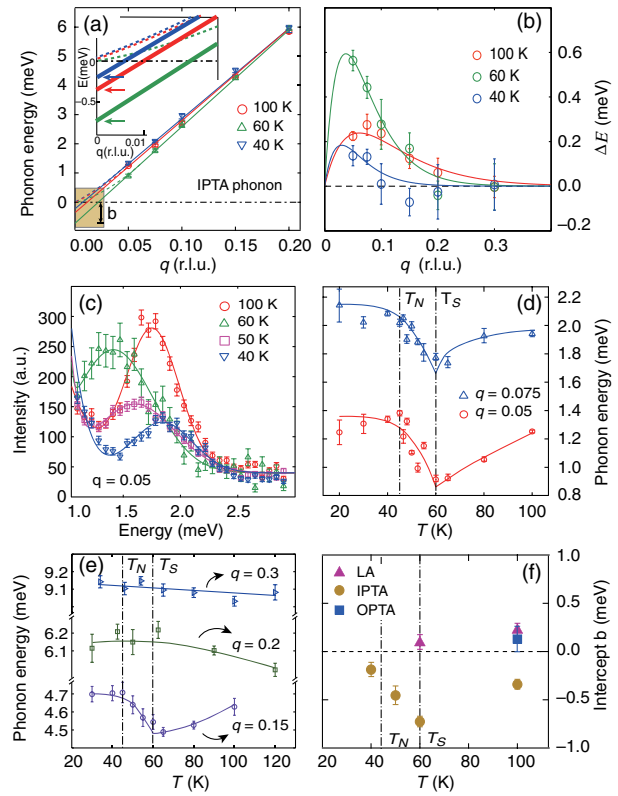 (a)
Phonon energy (meV)
6
5
4
3
2
1
0
0.00
0.05
0.10
0.15
0.20
q (r.l.u.)
E(meV)
0
−0.5
0
0.01
q(r.l.u.)
100 K
60 K
40 K
IPTA phonon
b
(b)
100 K
60 K
40 K
0.6
0.4
0.2
0.0
−0.2
ΔE (meV)
0.0
0.1
0.2
0.3
q (r.l.u.)
(c)
Intensity (a.u.)
300
250
200
150
100
50
0
1.0
1.5
2.0
2.5
Energy (meV)
100 K
60 K
50 K
40 K
q = 0.05
(d)
T_N
T_S
2.2
2.0
1.8
1.6
1.4
1.2
1.0
0.8
Phonon energy (meV)
q = 0.075
q = 0.05
20
40
60
80
100
T (K)
(e)
Phonon energy (meV)
9.2
9.1
6.2
6.1
4.7
4.6
4.5
T_N
T_S
q = 0.3
q = 0.2
q = 0.15
20
40
60
80
100
120
T (K)
(f)
LA
IPTA
OPTA
1.0
0.5
0.0
−0.5
−1.0
Intercept b (meV)
T_N
T_S
20
40
60
80
100
T (K)